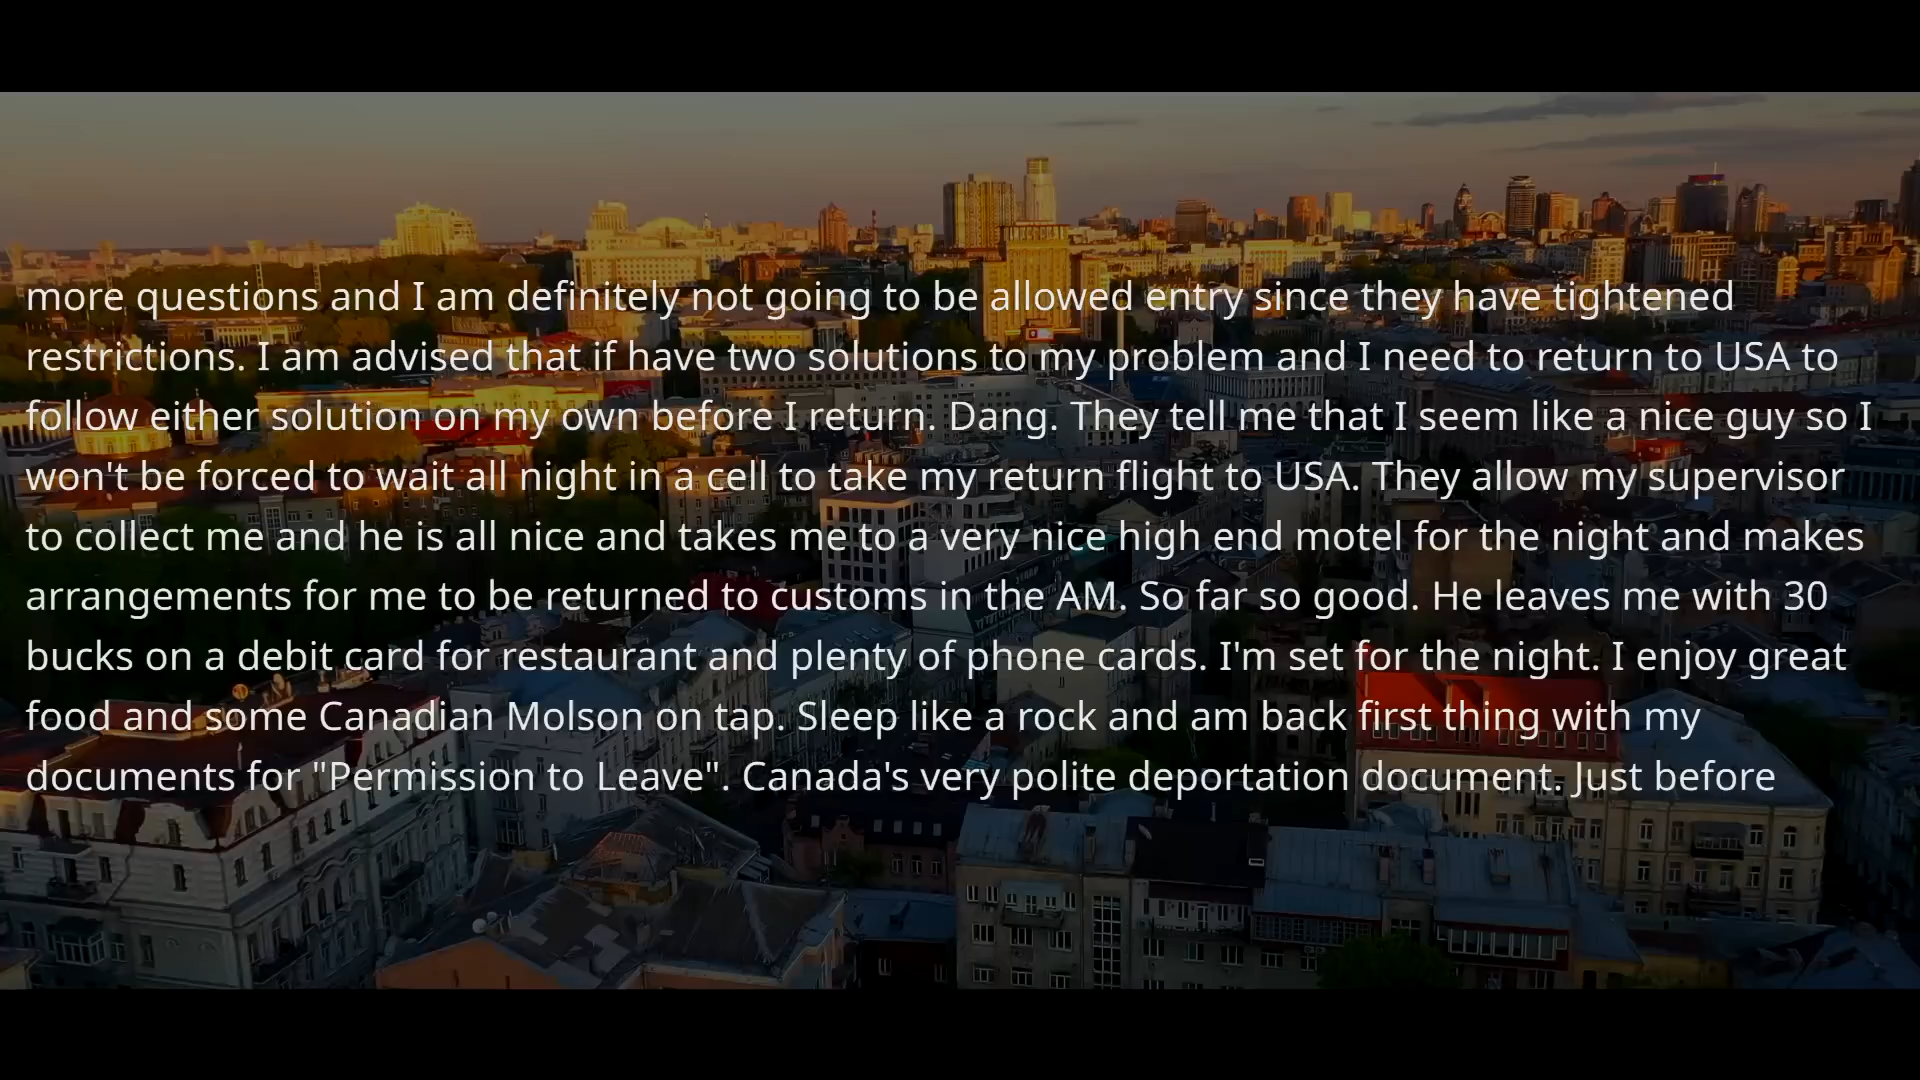 more questions and I am definitely not going to be allowed entry since they have tightened
restrictions. I am advised that if have two solutions to my problem and I need to return to USA to
follow either solution on my own before I return. Dang. They tell me that I seem like a nice guy so I
won't be forced to wait all night in a cell to take my return flight to USA. They allow my supervisor
to collect me and he is all nice and takes me to a very nice high end motel for the night and makes
arrangements for me to be returned to customs in the AM. So far so good. He leaves me with 30
bucks on a debit card for restaurant and plenty of phone cards. I'm set for the night. I enjoy great
food and some Canadian Molson on tap. Sleep like a rock and am back first thing with my
documents for "Permission to Leave". Canada's very polite deportation document. Just before